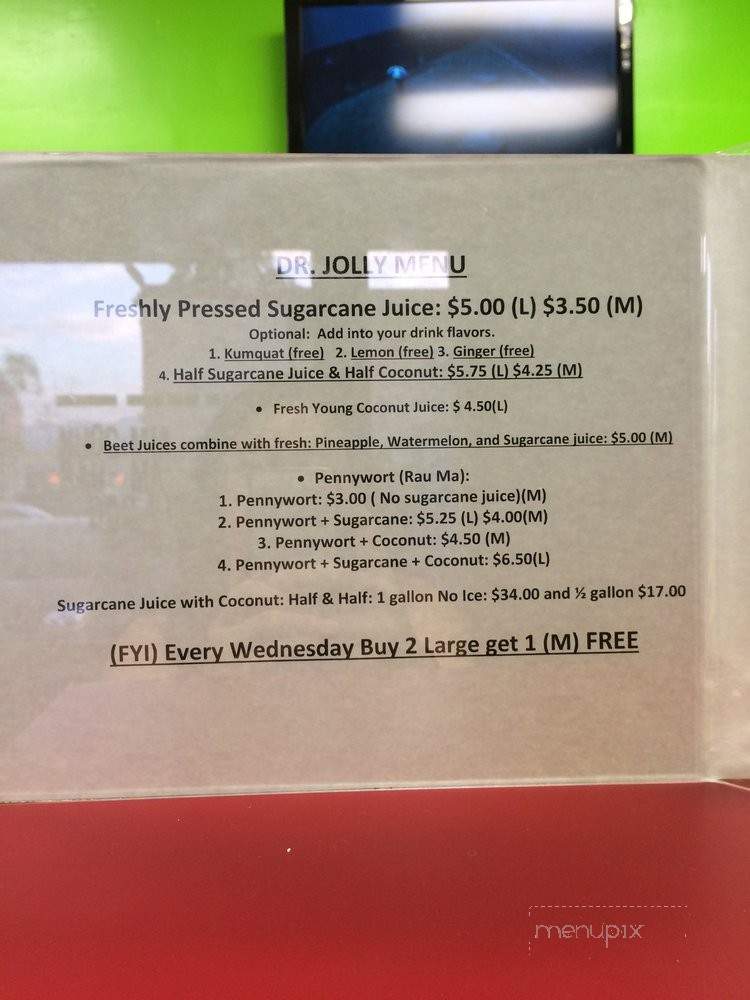 DR. JOLLY MENU
Freshly Pressed Sugarcane Juice: $5.00 (L) $3.50 (M)
Optional: Add into your drink flavors.
1. Kumquat (free) 2. Lemon (free) 3. Ginger (free)
4. Half Sugarcane Juice & Half Coconut: $5.75 (L) $4.25 (M)
• Fresh Young Coconut Juice: $ 4.50(L)
• Beet Juices combine with fresh: Pineapple, Watermelon, and Sugarcane juice: $5.00 (M)
• Pennywort (Rau Ma):
1. Pennywort: $3.00 ( No sugarcane juice)(M)
2. Pennywort + Sugarcane: $5.25 (L) $4.00(M)
3. Pennywort + Coconut: $4.50 (M)
4. Pennywort + Sugarcane + Coconut: $6.50(L)
Sugarcane Juice with Coconut: Half & Half: 1 gallon No Ice: $34.00 and ½ gallon $17.00
(FYI) Every Wednesday Buy 2 Large get 1 (M) FREE
menupix